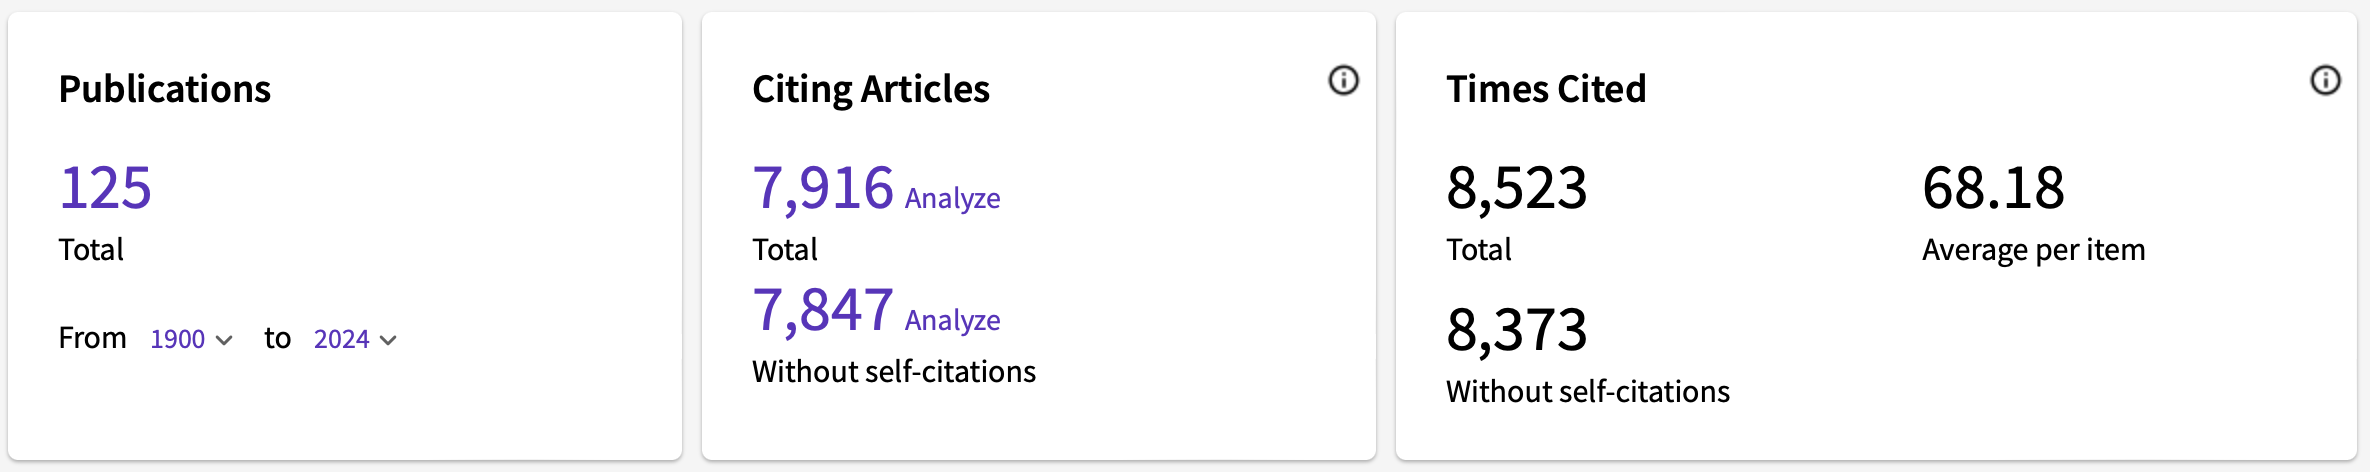 Publications
125
Total
From 1900 to 2024
Citing Articles
7,916 Analyze
Total
7,847 Analyze
Without self-citations
Times Cited
8,523
Total
68.18
Average per item
8,373
Without self-citations